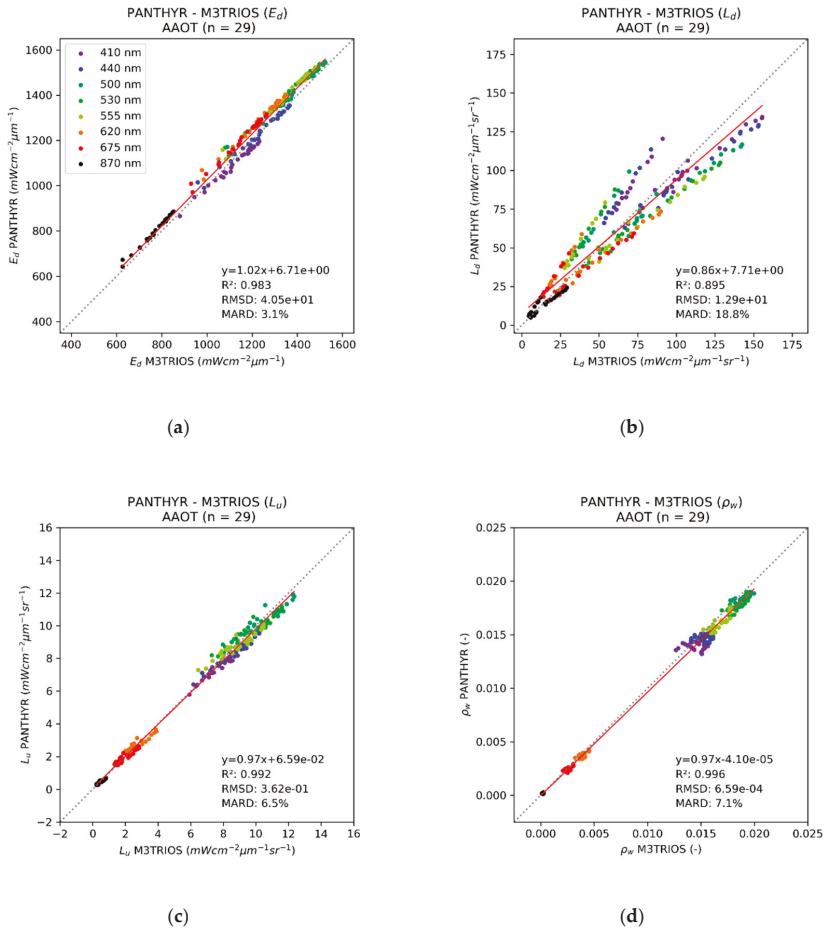 PANTHYR - M3TRIOS (E_d)
AAOT (n = 29)
1600
1400
1200
1000
800
600
400
E_d PANTHYR (mWcm⁻²μm⁻¹)
410 nm
440 nm
500 nm
530 nm
555 nm
620 nm
675 nm
870 nm
y=1.02x+6.71e+00
R²: 0.983
RMSD: 4.05e+01
MARD: 3.1%
400 600 800 1000 1200 1400 1600
E_d M3TRIOS (mWcm⁻²μm⁻¹)
(a)
PANTHYR - M3TRIOS (L_d)
AAOT (n = 29)
175
150
125
100
75
50
25
0
L_d PANTHYR (mWcm⁻²μm⁻¹sr⁻¹)
y=0.86x+7.71e+00
R²: 0.895
RMSD: 1.29e+01
MARD: 18.8%
0 25 50 75 100 125 150 175
L_d M3TRIOS (mWcm⁻²μm⁻¹sr⁻¹)
(b)
PANTHYR - M3TRIOS (L_u)
AAOT (n = 29)
16
14
12
10
8
6
4
2
0
−2
L_u PANTHYR (mWcm⁻²μm⁻¹sr⁻¹)
y=0.97x+6.59e-02
R²: 0.992
RMSD: 3.62e-01
MARD: 6.5%
−2 0 2 4 6 8 10 12 14 16
L_u M3TRIOS (mWcm⁻²μm⁻¹sr⁻¹)
(c)
PANTHYR - M3TRIOS (ρ_w)
AAOT (n = 29)
0.025
0.020
0.015
0.010
0.005
0.000
ρ_w PANTHYR (-)
y=0.97x-4.10e-05
R²: 0.996
RMSD: 6.59e-04
MARD: 7.1%
0.000 0.005 0.010 0.015 0.020 0.025
ρ_w M3TRIOS (-)
(d)